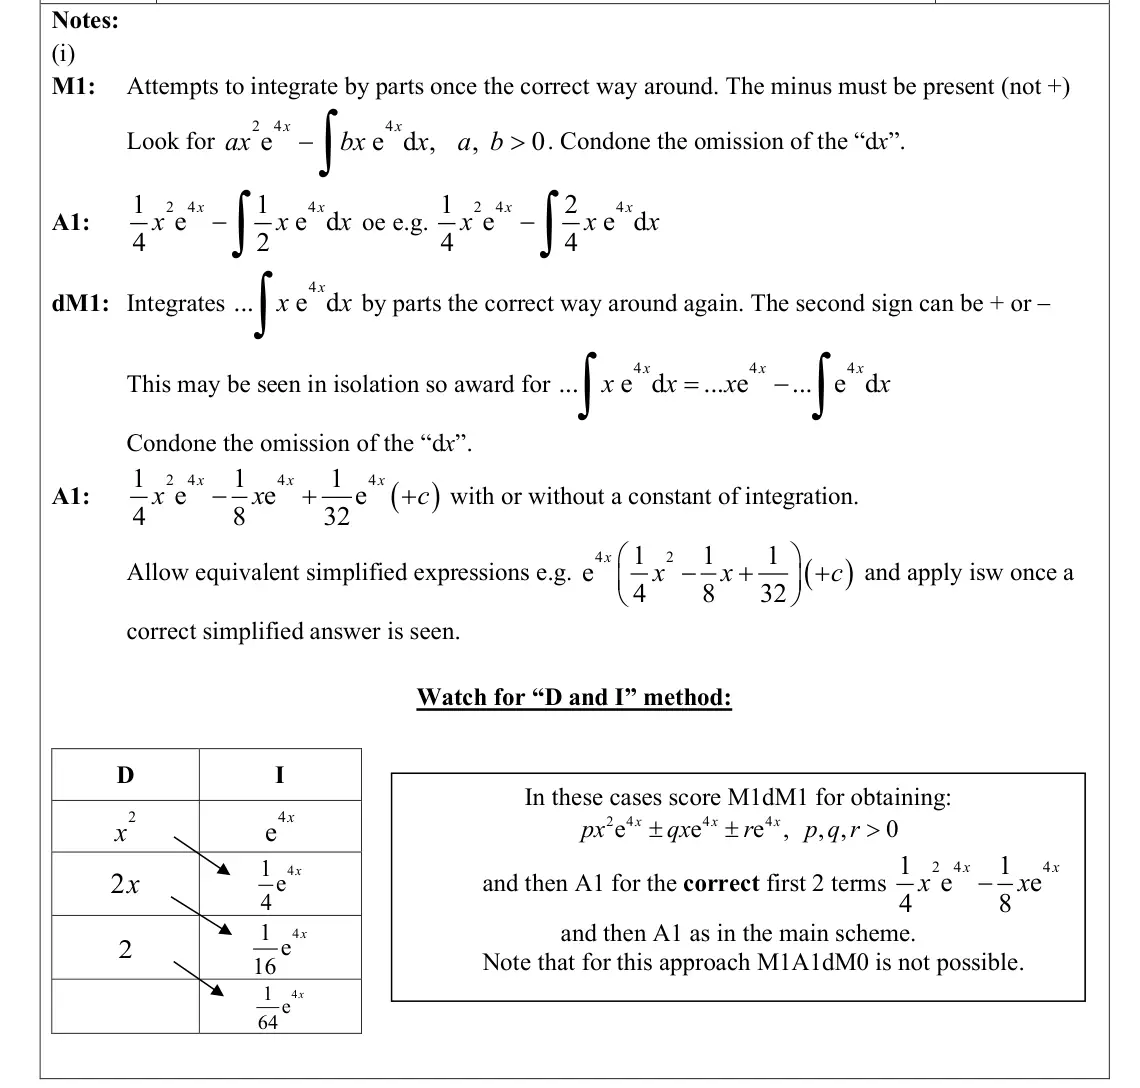 Notes:
(i)
M1: Attempts to integrate by parts once the correct way around. The minus must be present (not +)
Look for ax²e⁴ˣ − ∫ bx e⁴ˣ dx, a, b > 0. Condone the omission of the “dx”.
A1: 1/4 x²e⁴ˣ − ∫ 1/2 x e⁴ˣ dx oe e.g. 1/4 x²e⁴ˣ − ∫ 2/4 x e⁴ˣ dx
dM1: Integrates ... ∫ x e⁴ˣ dx by parts the correct way around again. The second sign can be + or –
This may be seen in isolation so award for ... ∫ x e⁴ˣ dx = ...xe⁴ˣ − ... ∫ e⁴ˣ dx
Condone the omission of the “dx”.
A1: 1/4 x²e⁴ˣ − 1/8 xe⁴ˣ + 1/32 e⁴ˣ (+c) with or without a constant of integration.
Allow equivalent simplified expressions e.g. e⁴ˣ (1/4 x² − 1/8 x + 1/32) (+c) and apply isw once a
correct simplified answer is seen.
Watch for “D and I” method:
D I
x² e⁴ˣ
2x 1/4 e⁴ˣ
2 1/16 e⁴ˣ
1/64 e⁴ˣ
In these cases score M1dM1 for obtaining:
px²e⁴ˣ ± qxe⁴ˣ ± re⁴ˣ, p,q,r > 0
and then A1 for the correct first 2 terms 1/4 x²e⁴ˣ − 1/8 xe⁴ˣ
and then A1 as in the main scheme.
Note that for this approach M1A1dM0 is not possible.